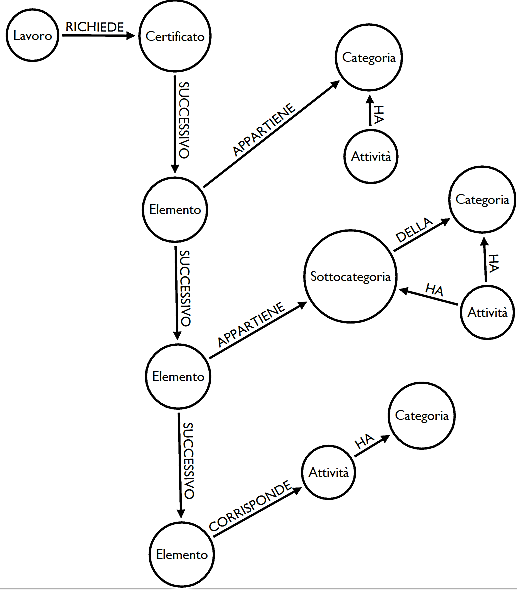 Lavoro
RICHIEDE
Certificato
SUCCESSIVO
Categoria
HA
Attività
APPARTIENE
Elemento
SUCCESSIVO
Categoria
DELLA
HA
Sottocategoria
HA
Attività
APPARTIENE
Elemento
SUCCESSIVO
Categoria
HA
Attività
CORRISPONDE
Elemento